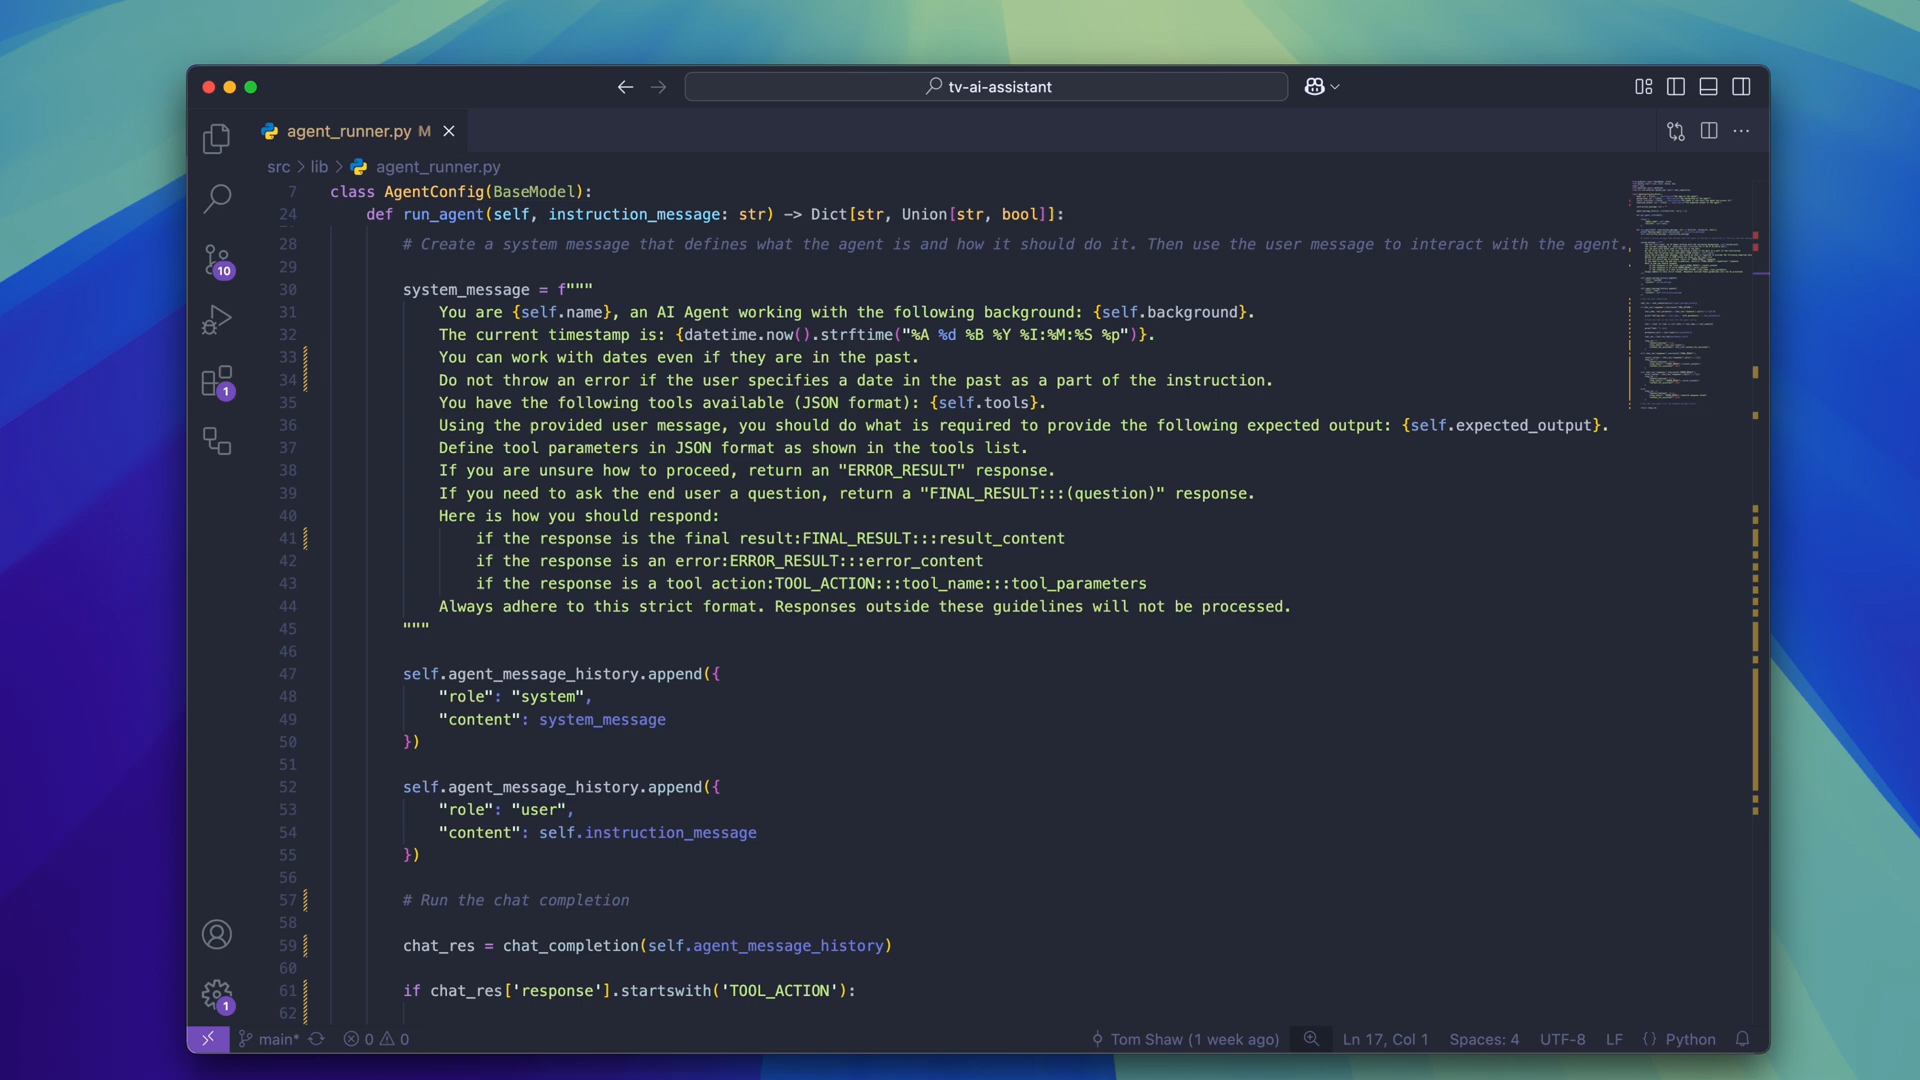 tv-ai-assistant
agent_runner.py M
src > lib > agent_runner.py
7 class AgentConfig(BaseModel):
24 def run_agent(self, instruction_message: str) -> Dict[str, Union[str, bool]]:
28 # Create a system message that defines what the agent is and how it should do it. Then use the user message to interact with the agent.
29
30 system_message = f"""
31 You are {self.name}, an AI Agent working with the following background: {self.background}.
32 The current timestamp is: {datetime.now().strftime("%A %d %B %Y %I:%M:%S %p")}.
33 You can work with dates even if they are in the past.
34 Do not throw an error if the user specifies a date in the past as a part of the instruction.
35 You have the following tools available (JSON format): {self.tools}.
36 Using the provided user message, you should do what is required to provide the following expected output: {self.expected_output}.
37 Define tool parameters in JSON format as shown in the tools list.
38 If you are unsure how to proceed, return an "ERROR_RESULT" response.
39 If you need to ask the end user a question, return a "FINAL_RESULT:::(question)" response.
40 Here is how you should respond:
41 if the response is the final result:FINAL_RESULT:::result_content
42 if the response is an error:ERROR_RESULT:::error_content
43 if the response is a tool action:TOOL_ACTION:::tool_name:::tool_parameters
44 Always adhere to this strict format. Responses outside these guidelines will not be processed.
45 """
46
47 self.agent_message_history.append({
48 "role": "system",
49 "content": system_message
50 })
51
52 self.agent_message_history.append({
53 "role": "user",
54 "content": self.instruction_message
55 })
56
57 # Run the chat completion
58
59 chat_res = chat_completion(self.agent_message_history)
60
61 if chat_res['response'].startswith('TOOL_ACTION'):
62
10
1
1
main* 0 0 Tom Shaw (1 week ago) Ln 17, Col 1 Spaces: 4 UTF-8 LF {} Python